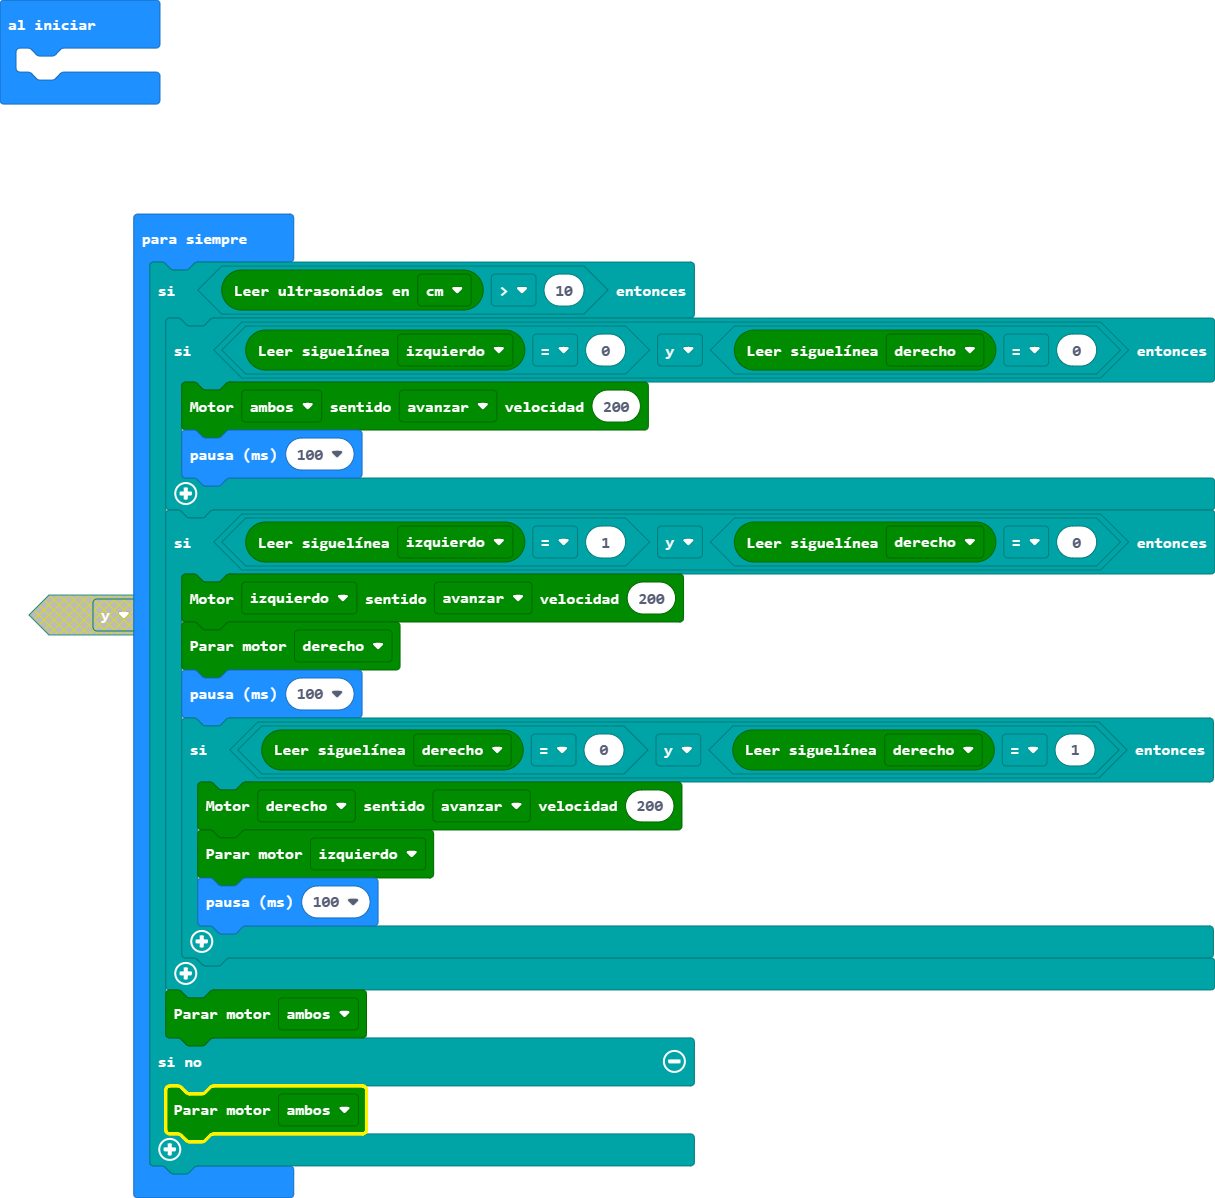 al iniciar
para siempre
si Leer ultrasonidos en cm > 10 entonces
si Leer siguelínea izquierdo = 0 y Leer siguelínea derecho = 0 entonces
Motor ambos sentido avanzar velocidad 200
pausa (ms) 100
si Leer siguelínea izquierdo = 1 y Leer siguelínea derecho = 0 entonces
Motor izquierdo sentido avanzar velocidad 200
y
Parar motor derecho
pausa (ms) 100
si Leer siguelínea derecho = 0 y Leer siguelínea derecho = 1 entonces
Motor derecho sentido avanzar velocidad 200
Parar motor izquierdo
pausa (ms) 100
Parar motor ambos
si no
Parar motor ambos